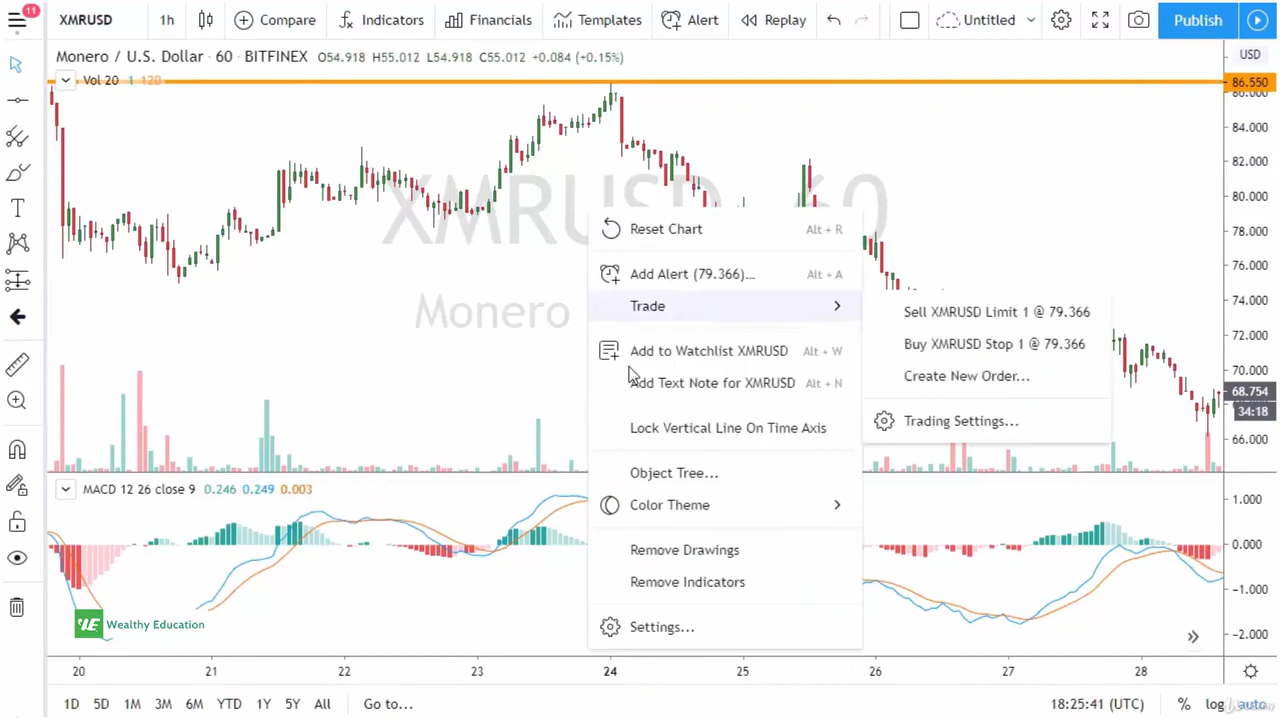 11
XMRUSD 1h Compare Indicators Financials Templates Alert Replay Untitled Publish
Monero / U.S. Dollar · 60 · BITFINEX O54.918 H55.012 L54.918 C55.012 +0.084 (+0.15%) USD
Vol 20 1 120
86.550
86.000
84.000
82.000
80.000
78.000
76.000
74.000
72.000
70.000
68.754
34:18
66.000
XMRUSD, 60
Monero
Reset Chart Alt + R
Add Alert (79.366)... Alt + A
Trade
Add to Watchlist XMRUSD Alt + W
Add Text Note for XMRUSD Alt + N
Lock Vertical Line On Time Axis
Object Tree...
Color Theme
Remove Drawings
Remove Indicators
Settings...
Sell XMRUSD Limit 1 @ 79.366
Buy XMRUSD Stop 1 @ 79.366
Create New Order...
Trading Settings...
MACD 12 26 close 9 0.246 0.249 0.003
1.000
0.000
-1.000
-2.000
WE Wealthy Education
20 21 22 23 24 25 26 27 28
1D 5D 1M 3M 6M YTD 1Y 5Y All Go to... 18:25:41 (UTC) % log auto